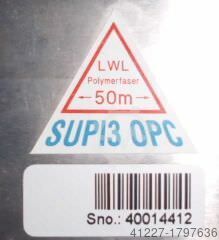 LWL
Polymerfaser
50m
SUPI3 OPC
Sno.: 40014412
41227-1797636